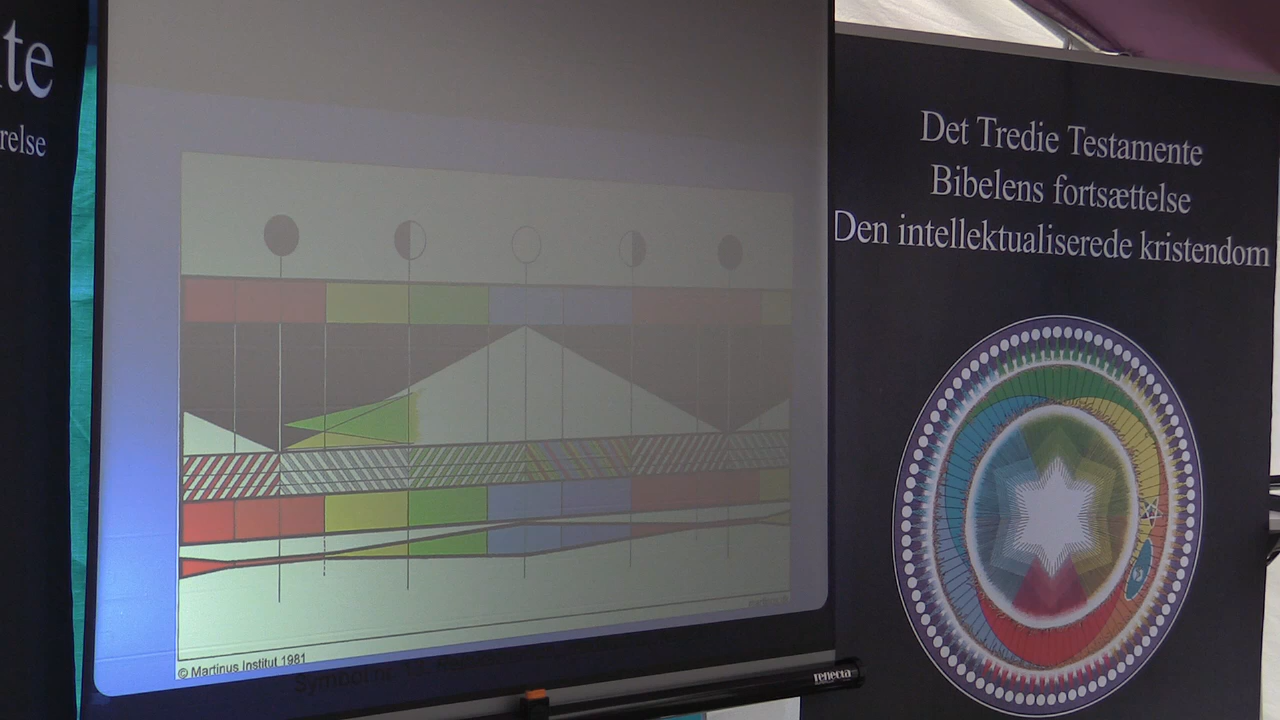 te
relse
Det Tredie Testamente
Bibelens fortsættelse
Den intellektualiserede kristendom
© Martinus Institut 1981
reflecta